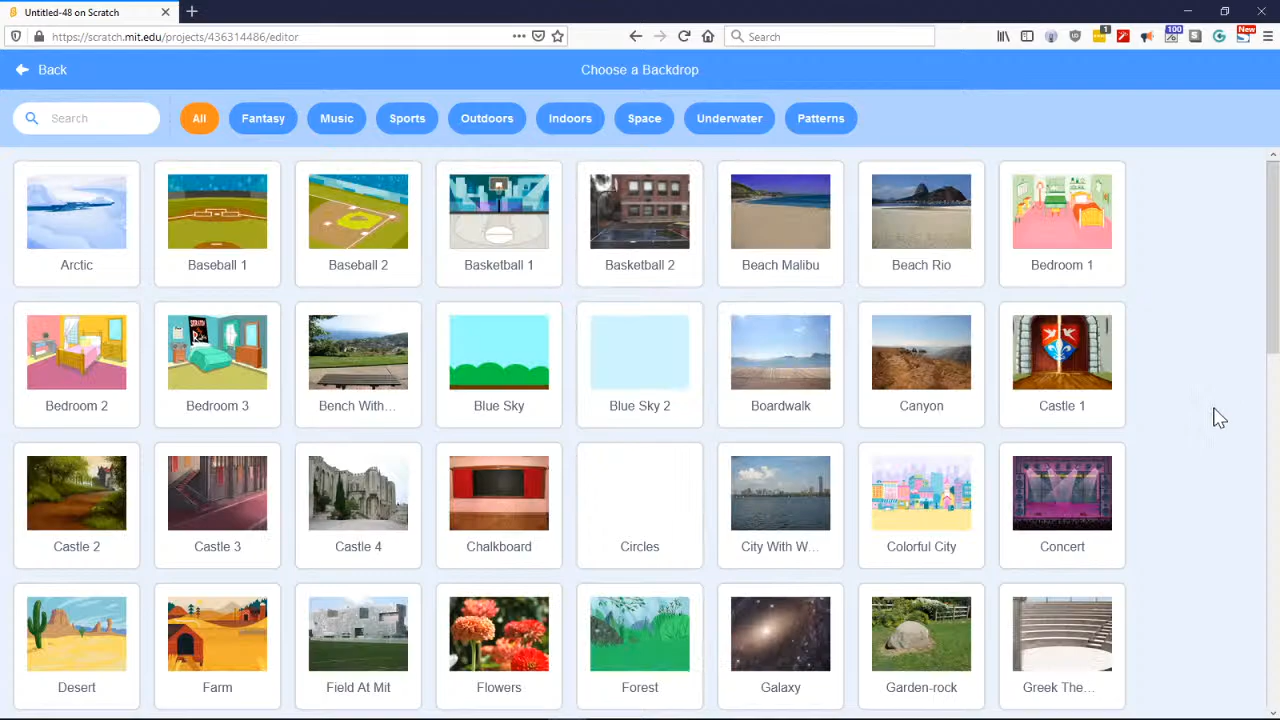 Untitled-48 on Scratch
https://scratch.mit.edu/projects/436314486/editor
Search
1
100
New
Back
Choose a Backdrop
Search
All
Fantasy
Music
Sports
Outdoors
Indoors
Space
Underwater
Patterns
Arctic
Baseball 1
Baseball 2
Basketball 1
Basketball 2
Beach Malibu
Beach Rio
Bedroom 1
Bedroom 2
Bedroom 3
Bench With...
Blue Sky
Blue Sky 2
Boardwalk
Canyon
Castle 1
Castle 2
Castle 3
Castle 4
Chalkboard
Circles
City With W...
Colorful City
Concert
Desert
Farm
Field At Mit
Flowers
Forest
Galaxy
Garden-rock
Greek The...